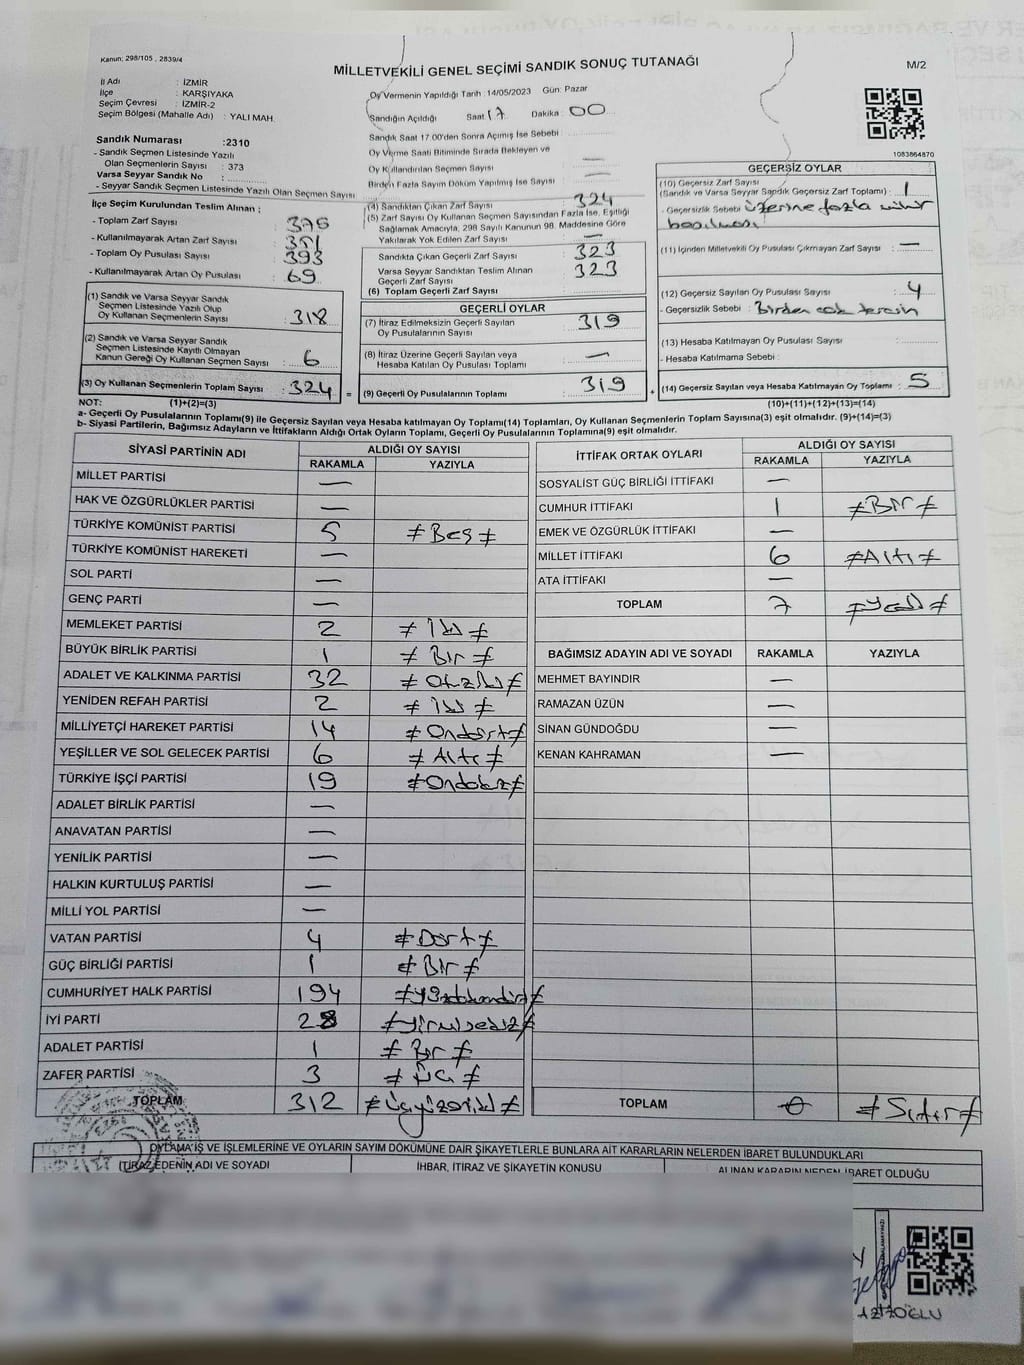 Kanun: 298/105 , 2839/4
MİLLETVEKİLİ GENEL SEÇİMİ SANDIK SONUÇ TUTANAĞI
M/2
İl Adı : İZMİR
İlçe : KARŞIYAKA
Seçim Çevresi : İZMİR-2
Seçim Bölgesi (Mahalle Adı) : YALI MAH.
Oy Vermenin Yapıldığı Tarih :14/05/2023 Gün: Pazar
Sandığın Açıldığı Saat 17 Dakika : 00
Sandık Saat 17.00'den Sonra Açımış İse Sebebi :
Oy Verme Saati Bitiminde Sırada Bekleyen ve
Oy Kullandırılan Seçmen Sayısı : —
Birden Fazla Sayım Döküm Yapılmış İse Sayısı : —
1083864870
Sandık Numarası :2310
- Sandık Seçmen Listesinde Yazılı
Olan Seçmenlerin Sayısı : 373
Varsa Seyyar Sandık No :
- Seyyar Sandık Seçmen Listesinde Yazılı Olan Seçmen Sayısı
İlçe Seçim Kurulundan Teslim Alınan ;
- Toplam Zarf Sayısı : 375
- Kullanılmayarak Artan Zarf Sayısı :
- Toplam Oy Pusulası Sayısı : 393
- Kullanılmayarak Artan Oy Pusulası : 69
(1) Sandık ve Varsa Seyyar Sandık
Seçmen Listesinde Yazılı Olup
Oy Kullanan Seçmenlerin Sayısı : 318
(2) Sandık ve Varsa Seyyar Sandık
Seçmen Listesinde Kayıtlı Olmayan
Kanun Gereği Oy Kullanan Seçmen Sayısı : 6
(3) Oy Kullanan Seçmenlerin Toplam Sayısı : 324
(4) Sandıktan Çıkan Zarf Sayısı : 324
(5) Zarf Sayısı Oy Kullanan Seçmen Sayısından Fazla İse, Eşitliği
Sağlamak Amacıyla, 298 Sayılı Kanunun 98. Maddesine Göre
Yakılarak Yok Edilen Zarf Sayısı : —
Sandıkta Çıkan Geçerli Zarf Sayısı : 323
Varsa Seyyar Sandıktan Teslim Alınan
Geçerli Zarf Sayısı : 323
(6) Toplam Geçerli Zarf Sayısı :
GEÇERLİ OYLAR
(7) İtiraz Edilmeksizin Geçerli Sayılan
Oy Pusulalarının Sayısı : 319
(8) İtiraz Üzerine Geçerli Sayılan veya
Hesaba Katılan Oy Pusulası Toplamı : —
= (9) Geçerli Oy Pusulalarının Toplamı : 319
GEÇERSİZ OYLAR
(10) Geçersiz Zarf Sayısı
(Sandık ve Varsa Seyyar Sandık Geçersiz Zarf Toplamı) : 1
- Geçersizlik Sebebi : üzerine fazla mühür
basılması
(11) İçinden Milletvekili Oy Pusulası Çıkmayan Zarf Sayısı : —
(12) Geçersiz Sayılan Oy Pusulası Sayısı : 4
- Geçersizlik Sebebi : Birden çok tercih
(13) Hesaba Katılmayan Oy Pusulası Sayısı :
- Hesaba Katılmama Sebebi :
+ (14) Geçersiz Sayılan veya Hesaba Katılmayan Oy Toplamı : 5
NOT: (1)+(2)=(3)
(10)+(11)+(12)+(13)=(14)
a- Geçerli Oy Pusulalarının Toplamı(9) ile Geçersiz Sayılan veya Hesap katılmayan Oy Toplamı(14) Toplamları, Oy Kullanan Seçmenlerin Toplam Sayısına(3) eşit olmalıdır. (9)+(14)=(3)
b- Siyasi Partilerin, Bağımsız Adayların ve İttifakların Aldığı Ortak Oyların Toplamı, Geçerli Oy Pusulalarının Toplamına(9) eşit olmalıdır.
SİYASİ PARTİNİN ADI
ALDIĞI OY SAYISI
RAKAMLA YAZIYLA
MİLLET PARTİSİ —
HAK VE ÖZGÜRLÜKLER PARTİSİ —
TÜRKİYE KOMÜNİST PARTİSİ 5 ≠Beş≠
TÜRKİYE KOMÜNİST HAREKETİ —
SOL PARTİ —
GENÇ PARTİ —
MEMLEKET PARTİSİ 2 ≠İki≠
BÜYÜK BİRLİK PARTİSİ 1 ≠Bir≠
ADALET VE KALKINMA PARTİSİ 32 ≠Otuziki≠
YENİDEN REFAH PARTİSİ 2 ≠İki≠
MİLLİYETÇİ HAREKET PARTİSİ 14 ≠Ondört≠
YEŞİLLER VE SOL GELECEK PARTİSİ 6 ≠Altı≠
TÜRKİYE İŞÇİ PARTİSİ 19 ≠Ondokuz≠
ADALET BİRLİK PARTİSİ —
ANAVATAN PARTİSİ —
YENİLİK PARTİSİ —
HALKIN KURTULUŞ PARTİSİ —
MİLLİ YOL PARTİSİ —
VATAN PARTİSİ 4 ≠Dört≠
GÜÇ BİRLİĞİ PARTİSİ 1 ≠Bir≠
CUMHURİYET HALK PARTİSİ 194 ≠Yüzdoksandört≠
İYİ PARTİ 28 ≠Yirmisekiz≠
ADALET PARTİSİ 1 ≠Bir≠
ZAFER PARTİSİ 3 ≠Üç≠
TOPLAM 312 ≠Üçyüzoniki≠
İTTİFAK ORTAK OYLARI
ALDIĞI OY SAYISI
RAKAMLA YAZIYLA
SOSYALİST GÜÇ BİRLİĞİ İTTİFAKI —
CUMHUR İTTİFAKI 1 ≠Bir≠
EMEK VE ÖZGÜRLÜK İTTİFAKI —
MİLLET İTTİFAKI 6 ≠Altı≠
ATA İTTİFAKI —
TOPLAM 7 ≠Yedi≠
BAĞIMSIZ ADAYIN ADI VE SOYADI RAKAMLA YAZIYLA
MEHMET BAYINDIR —
RAMAZAN ÜZÜN —
SİNAN GÜNDOĞDU —
KENAN KAHRAMAN —
TOPLAM 0 ≠Sıfır≠
OYLAMA İŞ VE İŞLEMLERİNE VE OYLARIN SAYIM DÖKÜMÜNE DAİR ŞİKAYETLERLE BUNLARA AİT KARARLARIN NELERDEN İBARET BULUNDUKLARI
İTİRAZ EDENİN ADI VE SOYADI
İHBAR, İTİRAZ VE ŞİKAYETİN KONUSU
ALINAN KARARIN NEDEN İBARET OLDUĞU